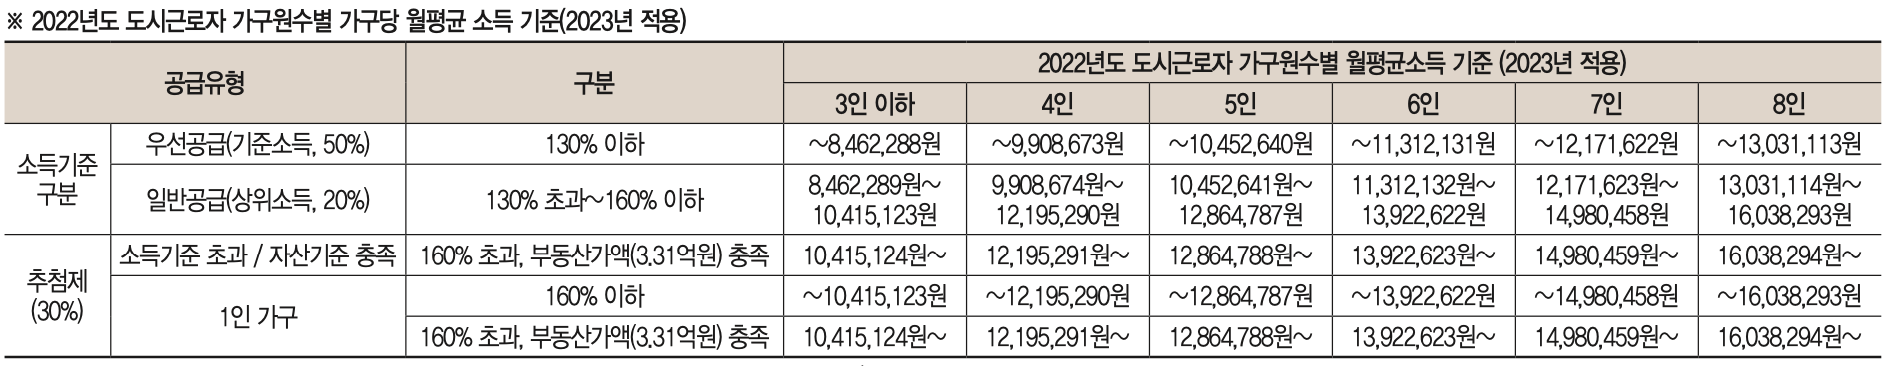 ※ 2022년도 도시근로자 가구원수별 가구당 월평균 소득 기준(2023년 적용)
공급유형 구분 2022년도 도시근로자 가구원수별 월평균소득 기준 (2023년 적용)
3인 이하 4인 5인 6인 7인 8인
소득기준 구분 우선공급(기준소득, 50%) 130% 이하 ~8,462,288원 ~9,908,673원 ~10,452,640원 ~11,312,131원 ~12,171,622원 ~13,031,113원
일반공급(상위소득, 20%) 130% 초과~160% 이하 8,462,289원~ 9,908,674원~ 10,452,641원~ 11,312,132원~ 12,171,623원~ 13,031,114원~
10,415,123원 12,195,290원 12,864,787원 13,922,622원 14,980,458원 16,038,293원
추첨제 (30%) 소득기준 초과 / 자산기준 충족 160% 초과, 부동산가액(3.31억원) 충족 10,415,124원~ 12,195,291원~ 12,864,788원~ 13,922,623원~ 14,980,459원~ 16,038,294원~
1인 가구 160% 이하 ~10,415,123원 ~12,195,290원 ~12,864,787원 ~13,922,622원 ~14,980,458원 ~16,038,293원
160% 초과, 부동산가액(3.31억원) 충족 10,415,124원~ 12,195,291원~ 12,864,788원~ 13,922,623원~ 14,980,459원~ 16,038,294원~